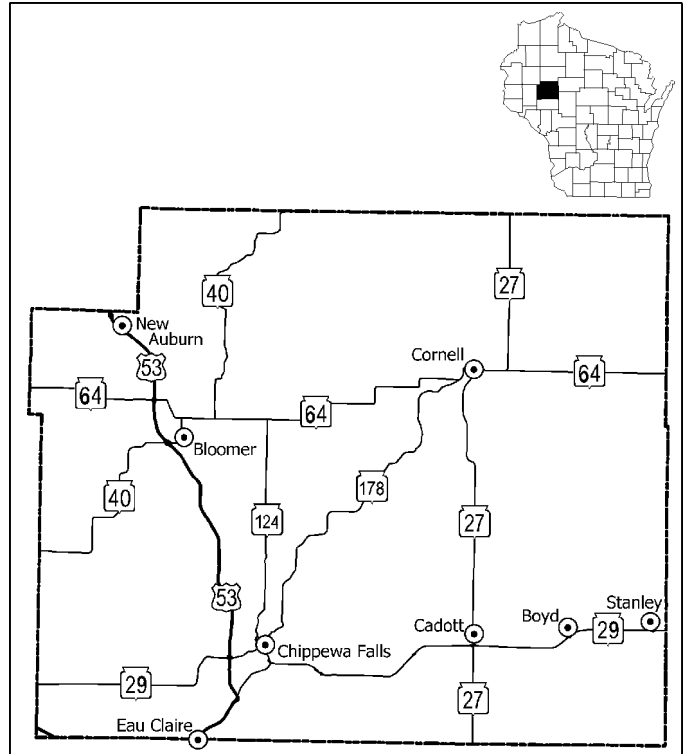 40
27
New
Auburn
53
Cornell
64
64
64
Bloomer
40
178
124
27
53
Stanley
Boyd
Cadott
29
Chippewa Falls
29
27
Eau Claire